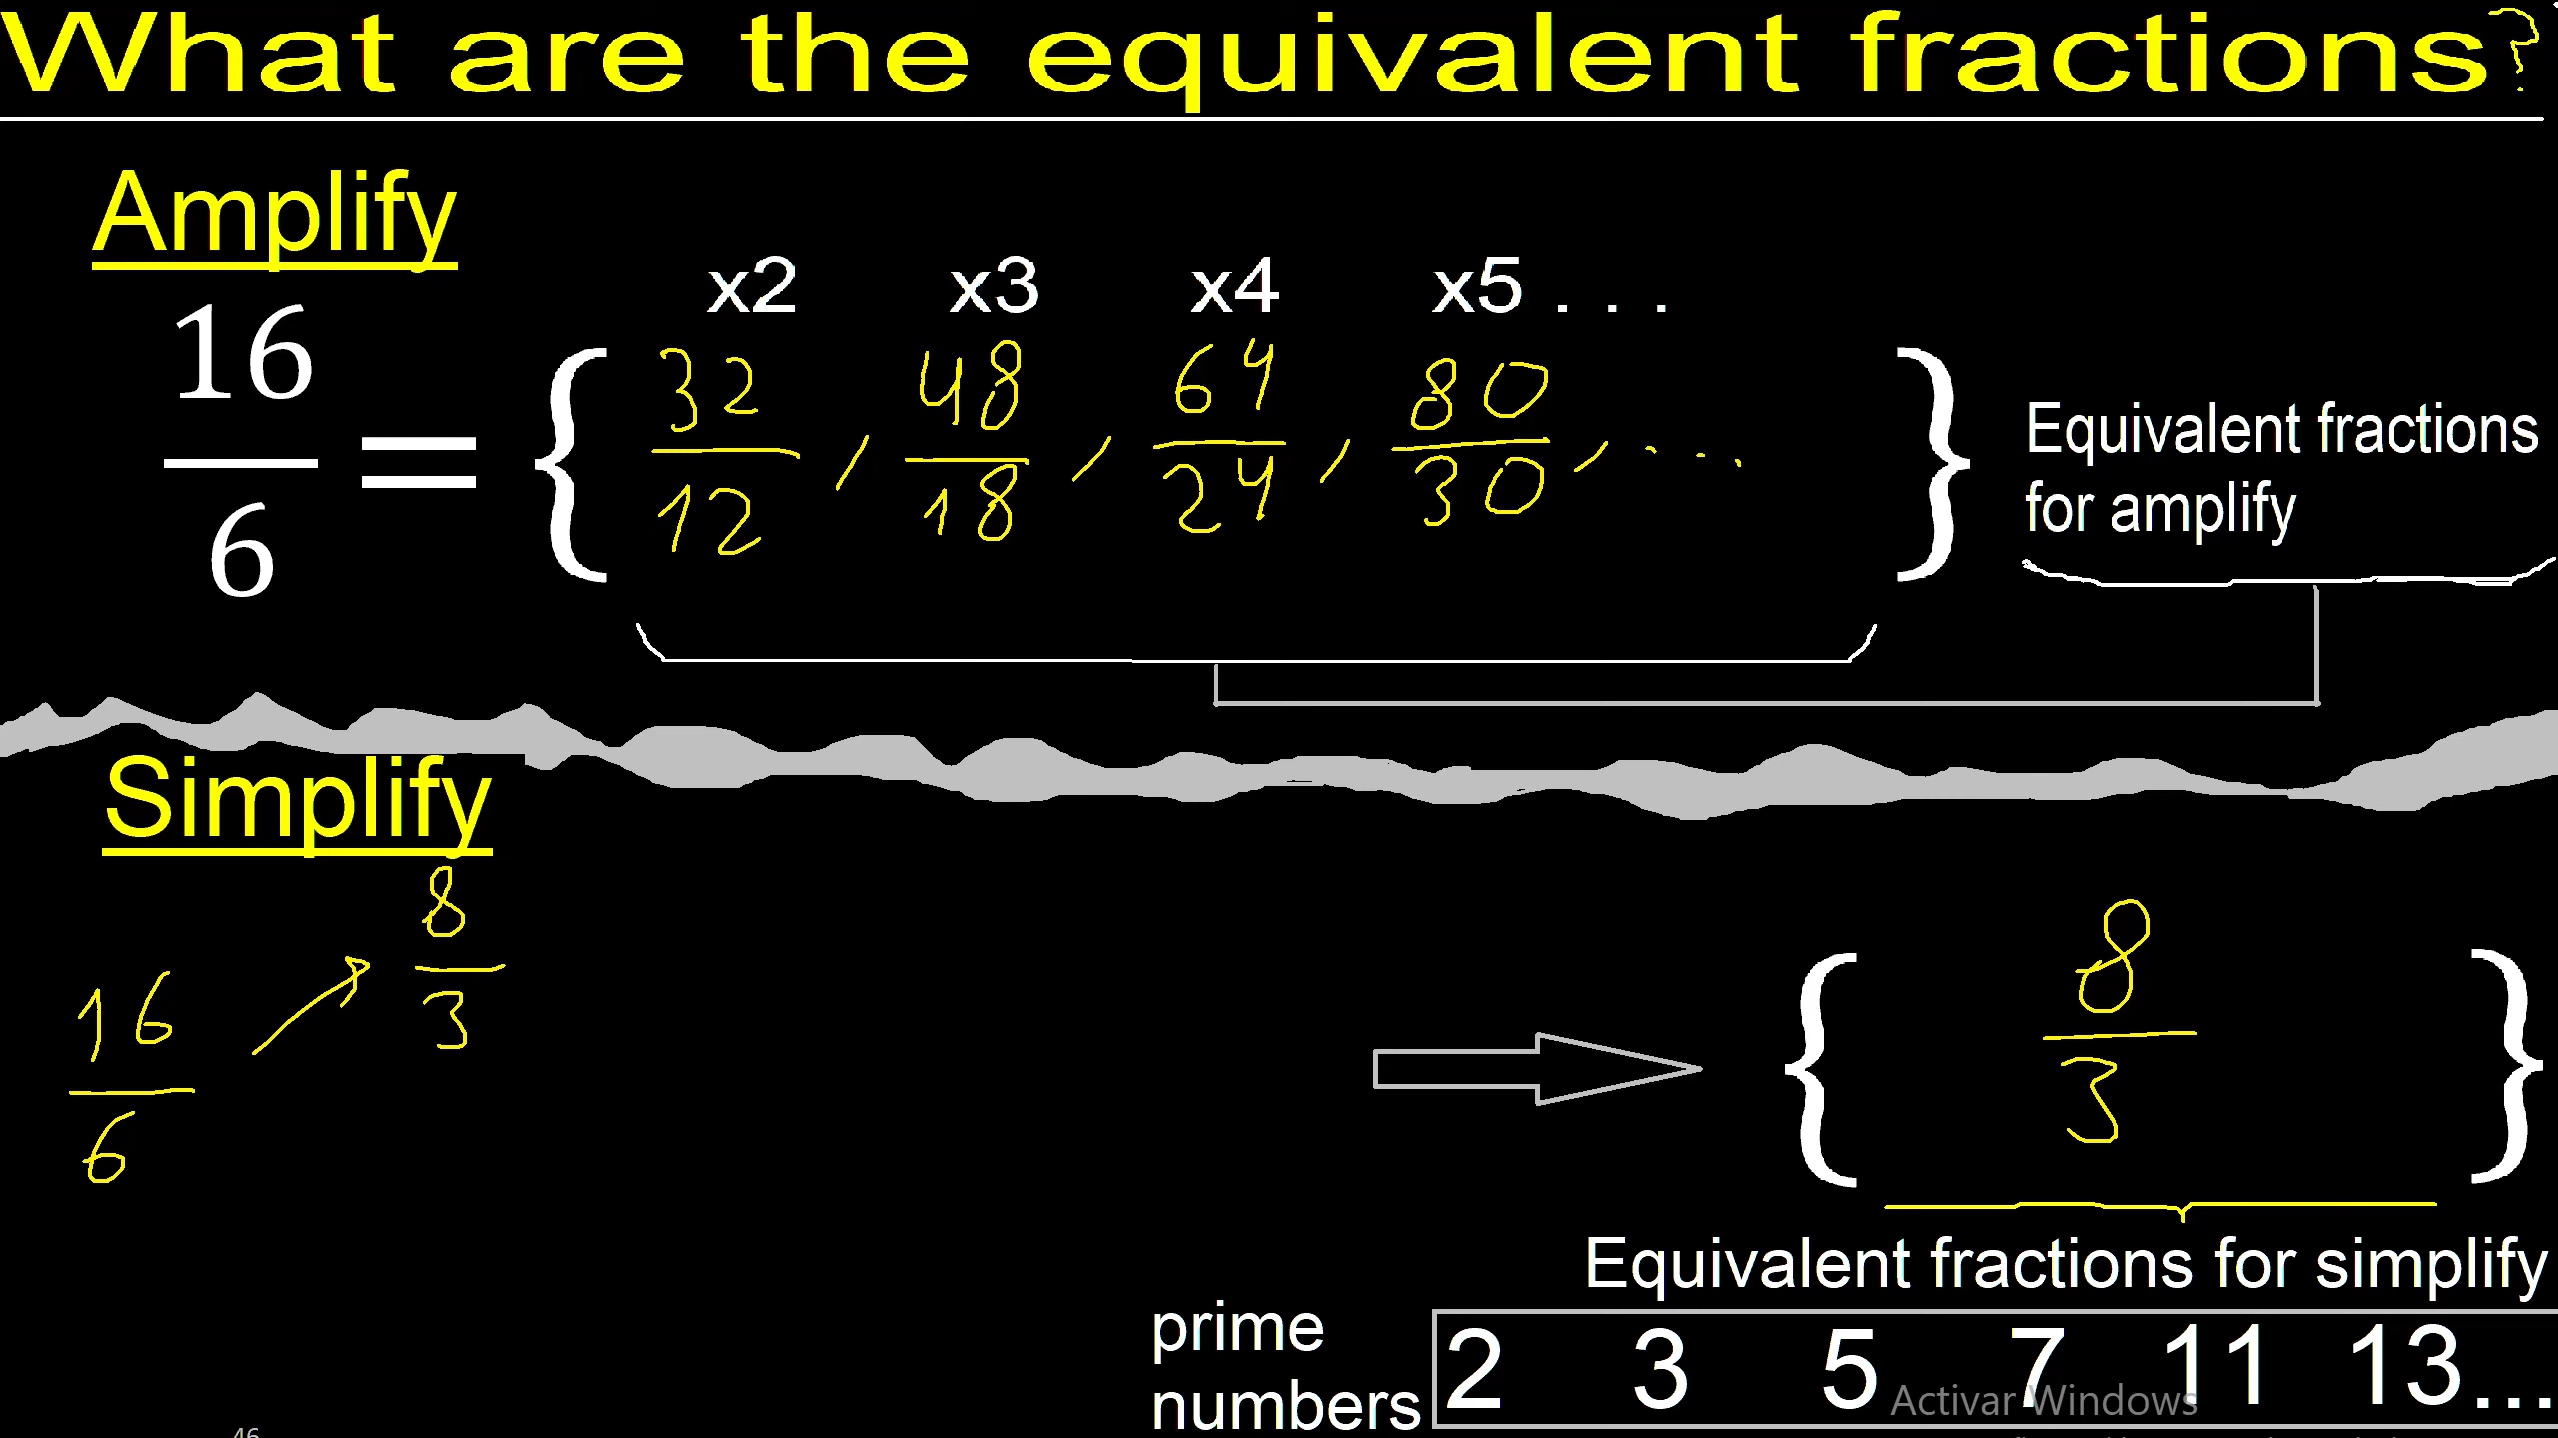 What are the equivalent fractions?
Amplify
x2 x3 x4 x5 . . .
16/6 = { 32/12 , 48/18 , 64/24 , 80/30 , ... }
Equivalent fractions
for amplify
Simplify
16/6 → 8/3
{ 8/3 }
Equivalent fractions for simplify
prime
numbers
2 3 5 7 11 13...
Activar Windows
46